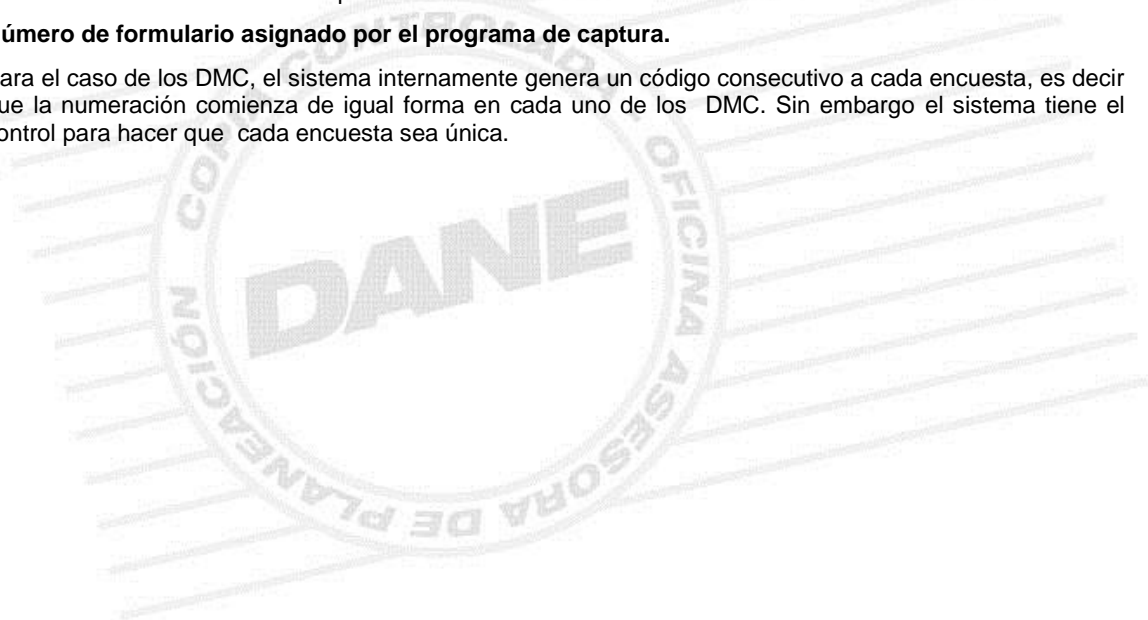 úmero de formulario asignado por el programa de captura.
ara el caso de los DMC, el sistema internamente genera un código consecutivo a cada encuesta, es decir
ue la numeración comienza de igual forma en cada uno de los DMC. Sin embargo el sistema tiene el
ontrol para hacer que cada encuesta sea única.
COPIA CONTROLADA - OFICINA ASESORA DE PLANEACIÓN
DANE